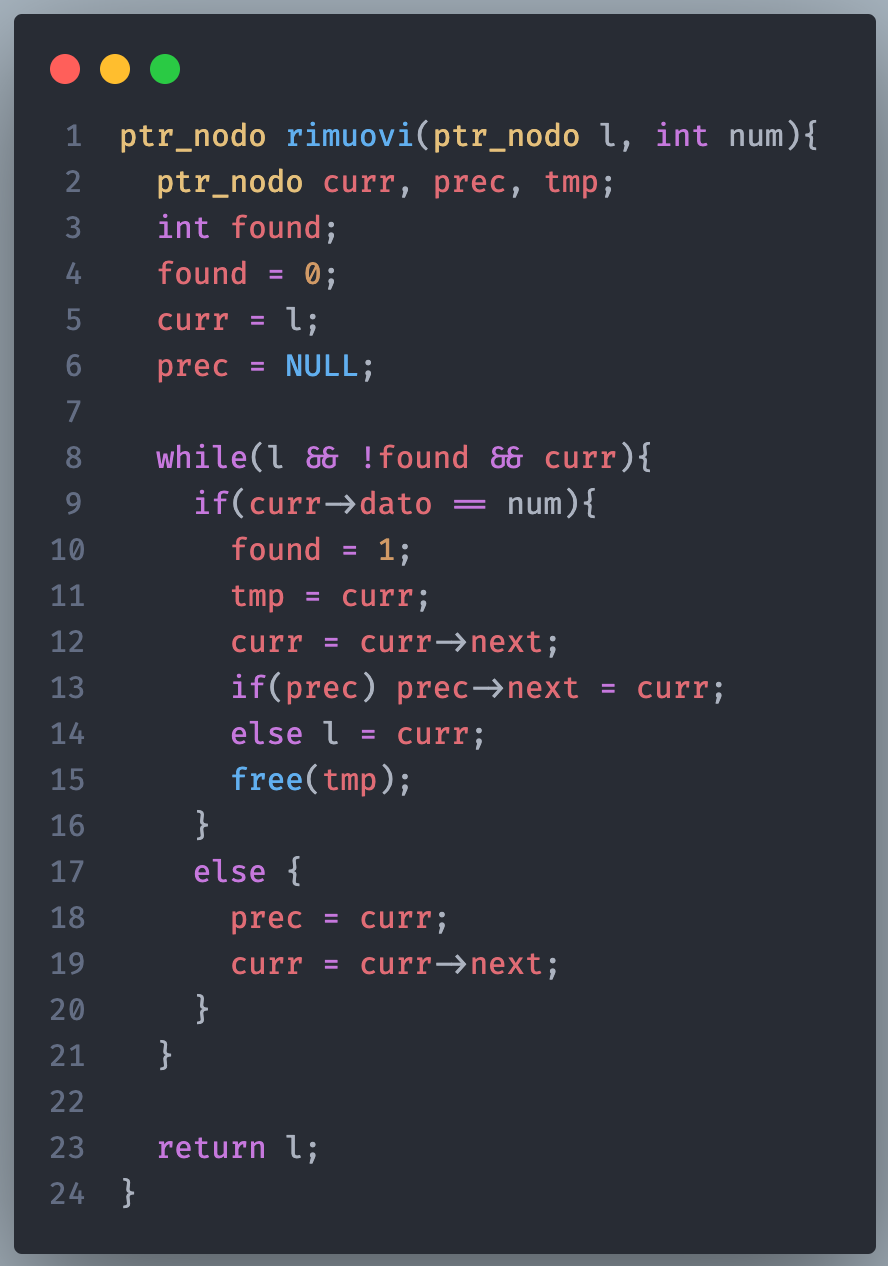 1 ptr_nodo rimuovi(ptr_nodo l, int num){
2 ptr_nodo curr, prec, tmp;
3 int found;
4 found = 0;
5 curr = l;
6 prec = NULL;
7
8 while(l && !found && curr){
9 if(curr->dato == num){
10 found = 1;
11 tmp = curr;
12 curr = curr->next;
13 if(prec) prec->next = curr;
14 else l = curr;
15 free(tmp);
16 }
17 else {
18 prec = curr;
19 curr = curr->next;
20 }
21 }
22
23 return l;
24 }